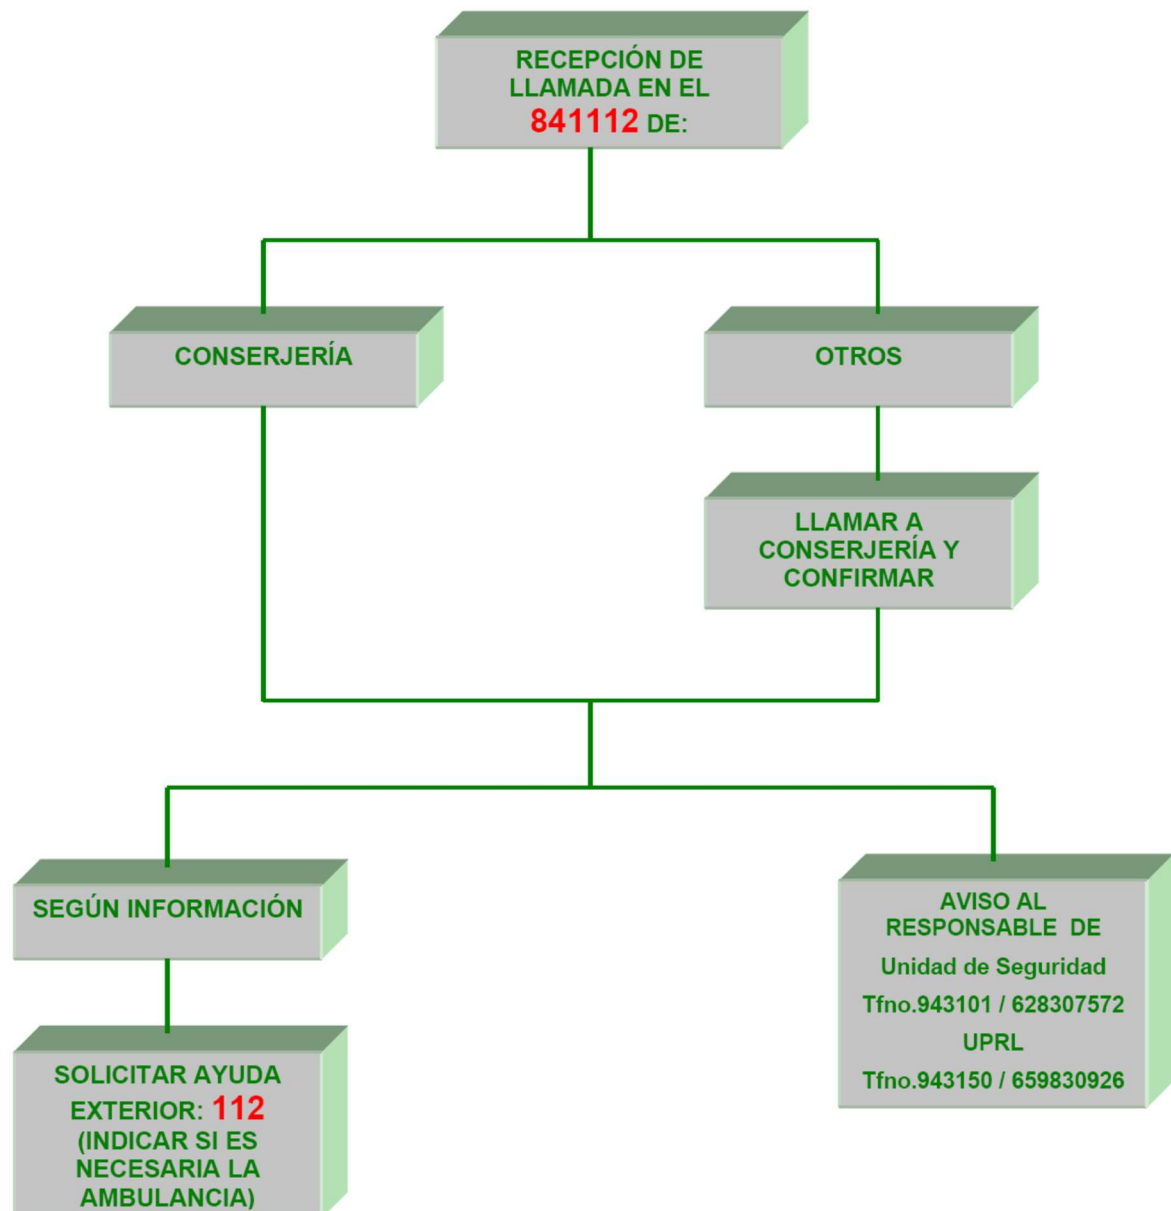 RECEPCIÓN DE
LLAMADA EN EL
841112 DE:
CONSERJERÍA
OTROS
LLAMAR A
CONSERJERÍA Y
CONFIRMAR
SEGÚN INFORMACIÓN
SOLICITAR AYUDA
EXTERIOR: 112
(INDICAR SI ES
NECESARIA LA
AMBULANCIA)
AVISO AL
RESPONSABLE DE
Unidad de Seguridad
Tfno.943101 / 628307572
UPRL
Tfno.943150 / 659830926